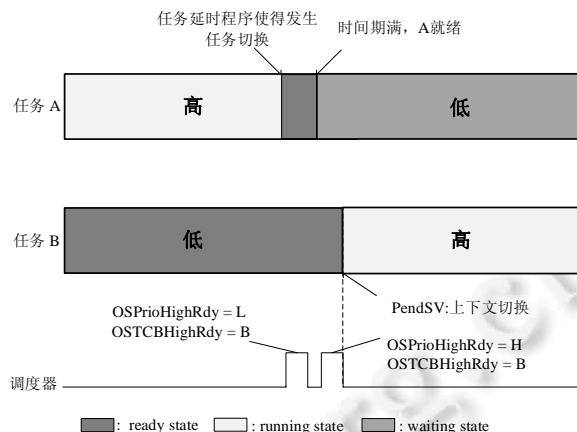 任务延时程序使得发生
任务切换
时间期满，A就绪
任务 A
高
低
任务 B
低
高
OSPrioHighRdy = L
OSTCBHighRdy = B
PendSV:上下文切换
OSPrioHighRdy = H
OSTCBHighRdy = B
调度器
: ready state
: running state
: waiting state